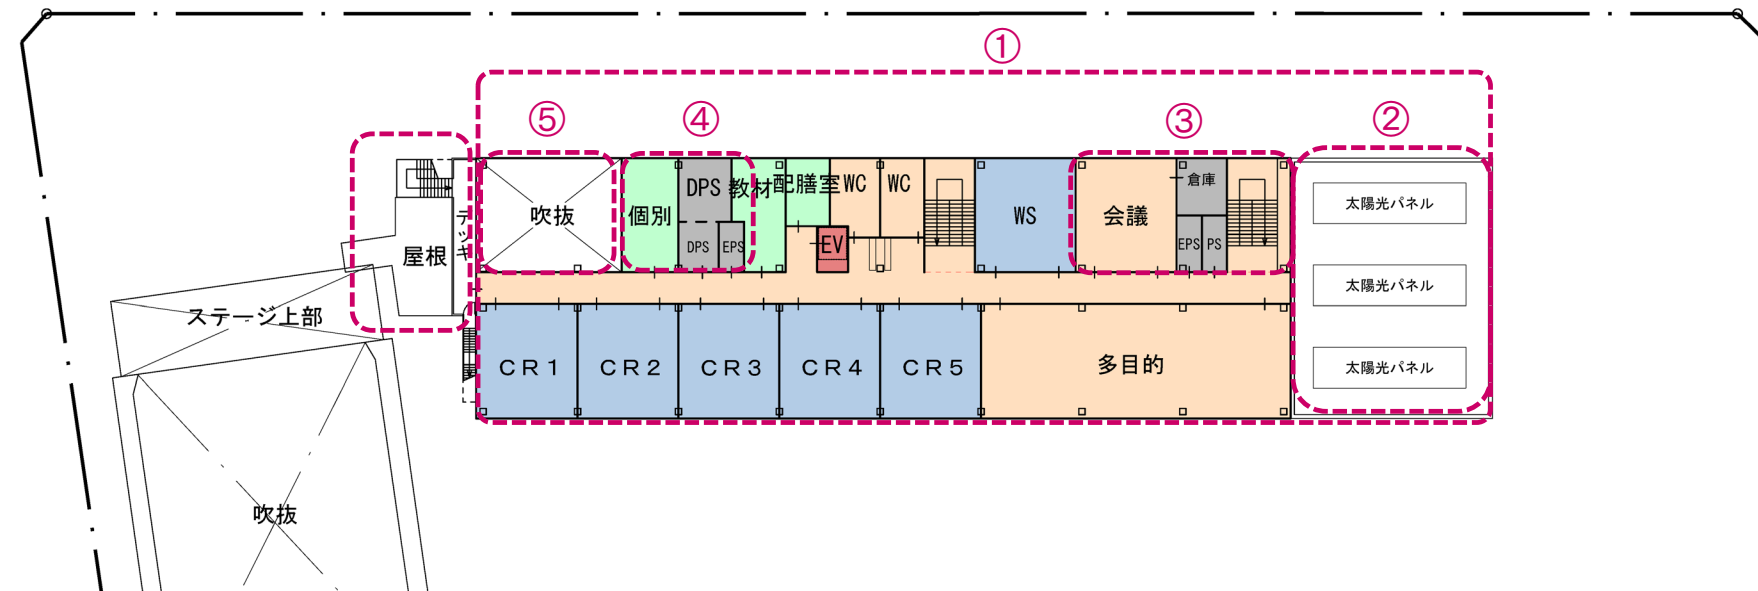 ①
⑤
④
③
②
DPS
教材
配膳室
WC
WC
倉庫
太陽光パネル
吹抜
個別
WS
会議
デッキ
DPS
EPS
EV
EPS
PS
屋根
太陽光パネル
ステージ上部
CR1
CR2
CR3
CR4
CR5
多目的
太陽光パネル
吹抜